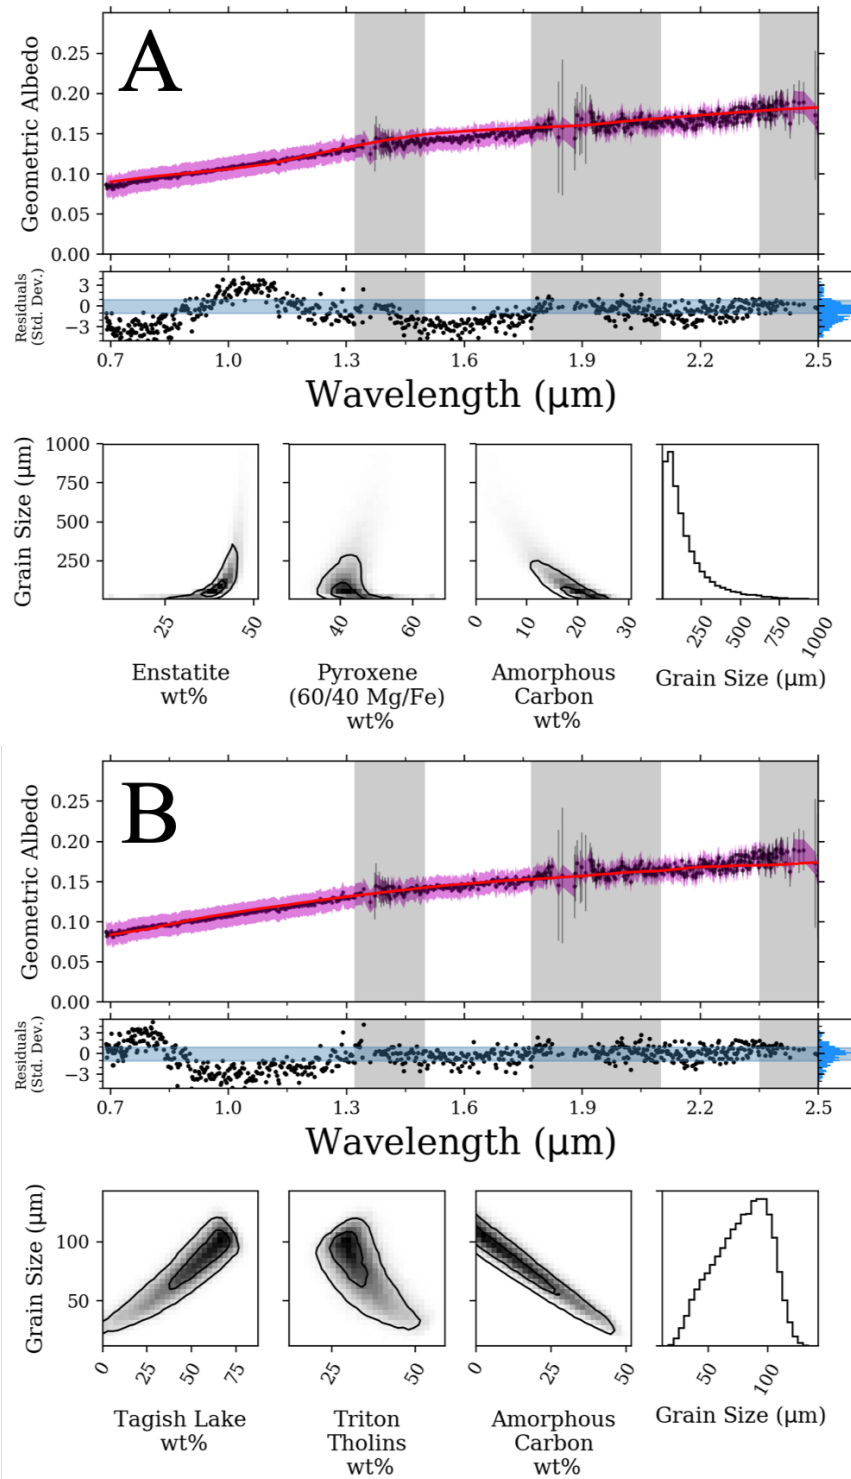 A
Geometric Albedo
0.25
0.20
0.15
0.10
0.05
0.00
Residuals
(Std. Dev.)
3
0
−3
0.7 1.0 1.3 1.6 1.9 2.2 2.5
Wavelength (μm)
Grain Size (μm)
1000
750
500
250
25 50
40 60
0 10 20 30
250 500 750 1000
Enstatite
wt%
Pyroxene
(60/40 Mg/Fe)
wt%
Amorphous
Carbon
wt%
Grain Size (μm)
B
Geometric Albedo
0.25
0.20
0.15
0.10
0.05
0.00
Residuals
(Std. Dev.)
3
0
−3
0.7 1.0 1.3 1.6 1.9 2.2 2.5
Wavelength (μm)
Grain Size (μm)
100
50
0 25 50 75
25 50
0 25 50
50 100
Tagish Lake
wt%
Triton
Tholins
wt%
Amorphous
Carbon
wt%
Grain Size (μm)